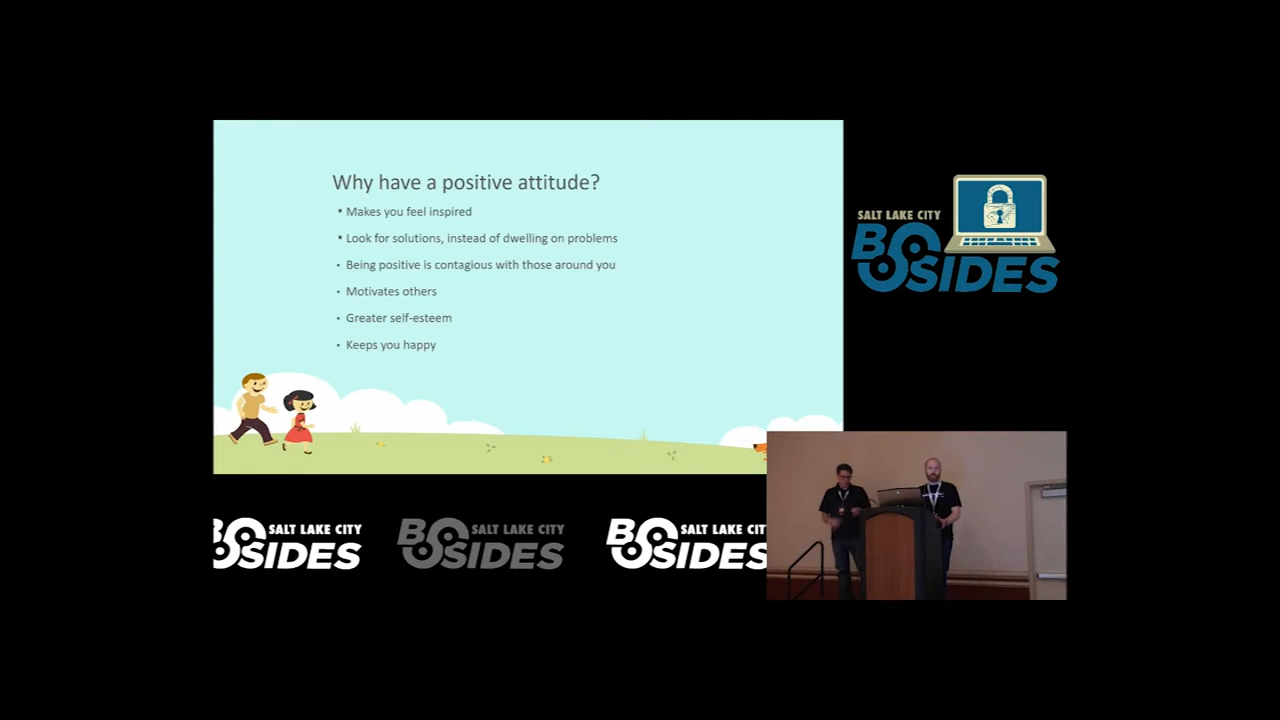 Why have a positive attitude?
▪ Makes you feel inspired
▪ Look for solutions, instead of dwelling on problems
▪ Being positive is contagious with those around you
▪ Motivates others
▪ Greater self-esteem
▪ Keeps you happy
SALT LAKE CITY
BSIDES
SALT LAKE CITY
BSIDES
SALT LAKE CITY
BSIDES
SALT LAKE CITY
BSIDES